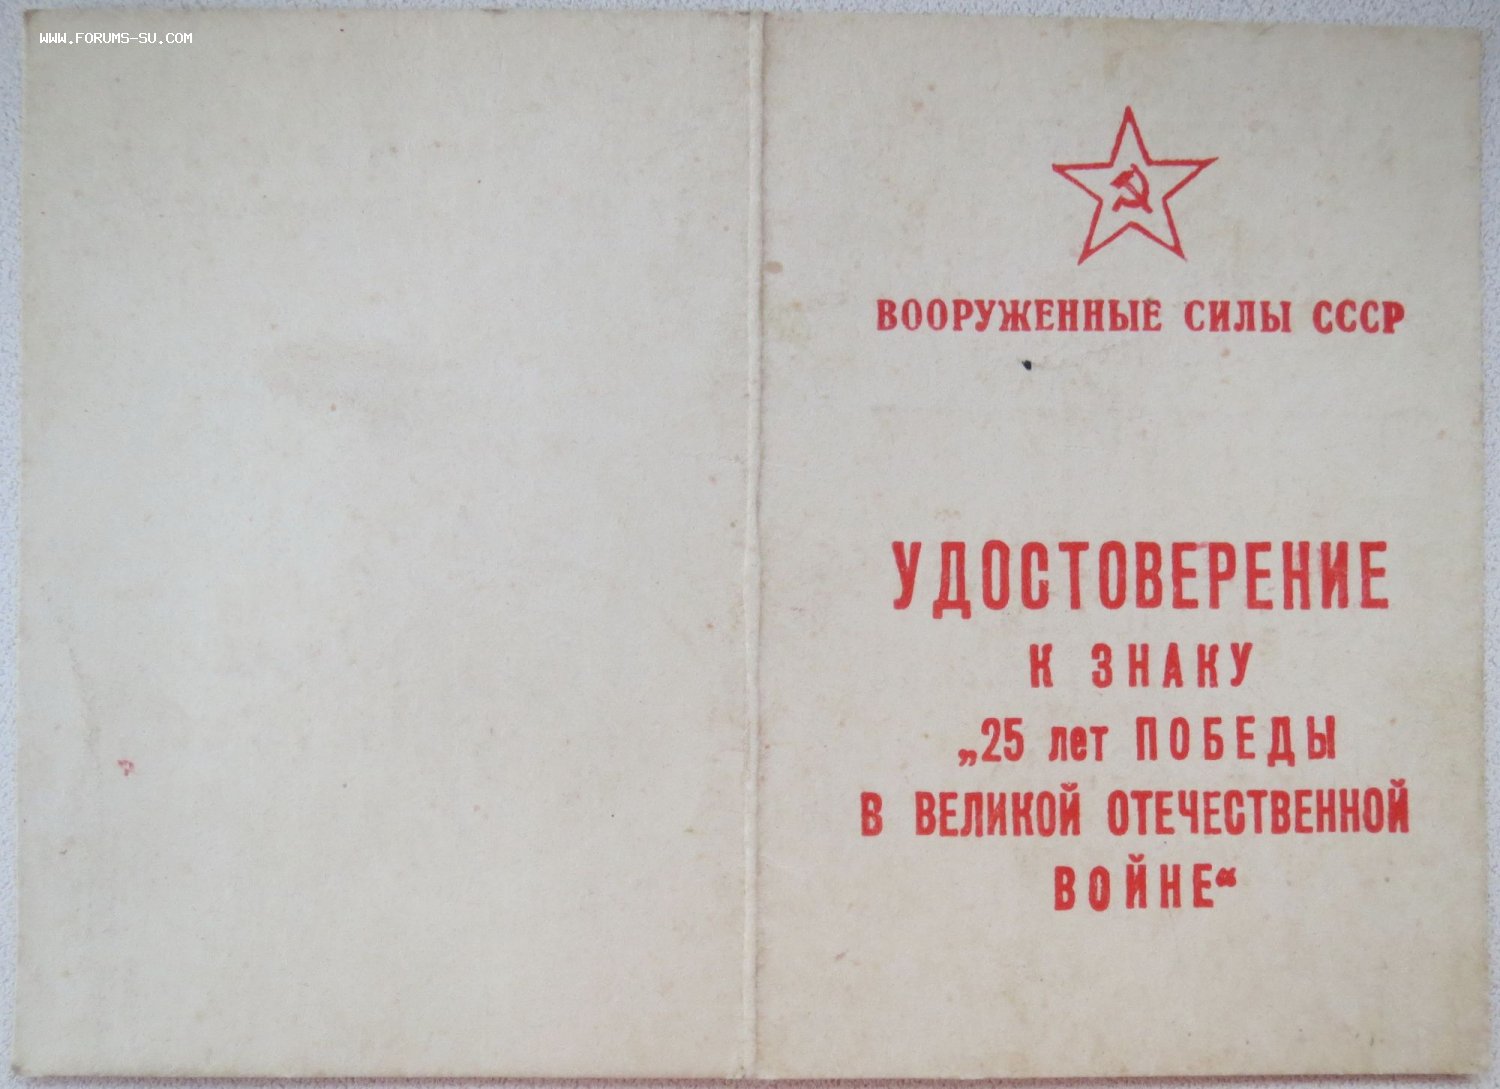 WWW.FORUMS-SU.COM
ВООРУЖЕННЫЕ СИЛЫ СССР
УДОСТОВЕРЕНИЕ
К ЗНАКУ
„25 лет ПОБЕДЫ
В ВЕЛИКОЙ ОТЕЧЕСТВЕННОЙ
ВОЙНЕ“